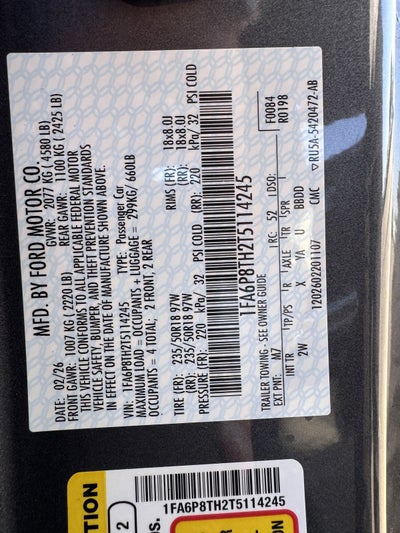 MFD. BY FORD MOTOR CO.
DATE: 02/26 GVWR: 2077 KG ( 4580 LB)
FRONT GAWR: 1007 KG ( 2220 LB) REAR GAWR: 1100 KG ( 2425 LB)
THIS VEHICLE CONFORMS TO ALL APPLICABLE FEDERAL MOTOR
VEHICLE SAFETY, BUMPER, AND THEFT PREVENTION STANDARDS
IN EFFECT ON THE DATE OF MANUFACTURE SHOWN ABOVE.
VIN: 1FA6P8TH2T5114245 TYPE: Passenger Car
MAXIMUM LOAD = OCCUPANTS + LUGGAGE = 299KG/ 660LB
OCCUPANTS = 4 TOTAL; 2 FRONT, 2 REAR
TIRE (FR): 235/50R18 97W RIMS (FR): 18x8.0J
(RR): 235/50R18 97W (RR): 18x8.0J
PRESSURE (FR): 220 kPa/ 32 PSI COLD (RR): 220 kPa/ 32 PSI COLD
1FA6P8TH2T5114245
TRAILER TOWING - SEE OWNER GUIDE F0084
R0198
EXT PNT: M7 RC: 52 DSO:
INT TR TP/PS R AXLE TR SPR
2W X YA U BBDD
1202602201107 CMC ▽RU5A-5420472-AB
1FA6P8TH2T5114245